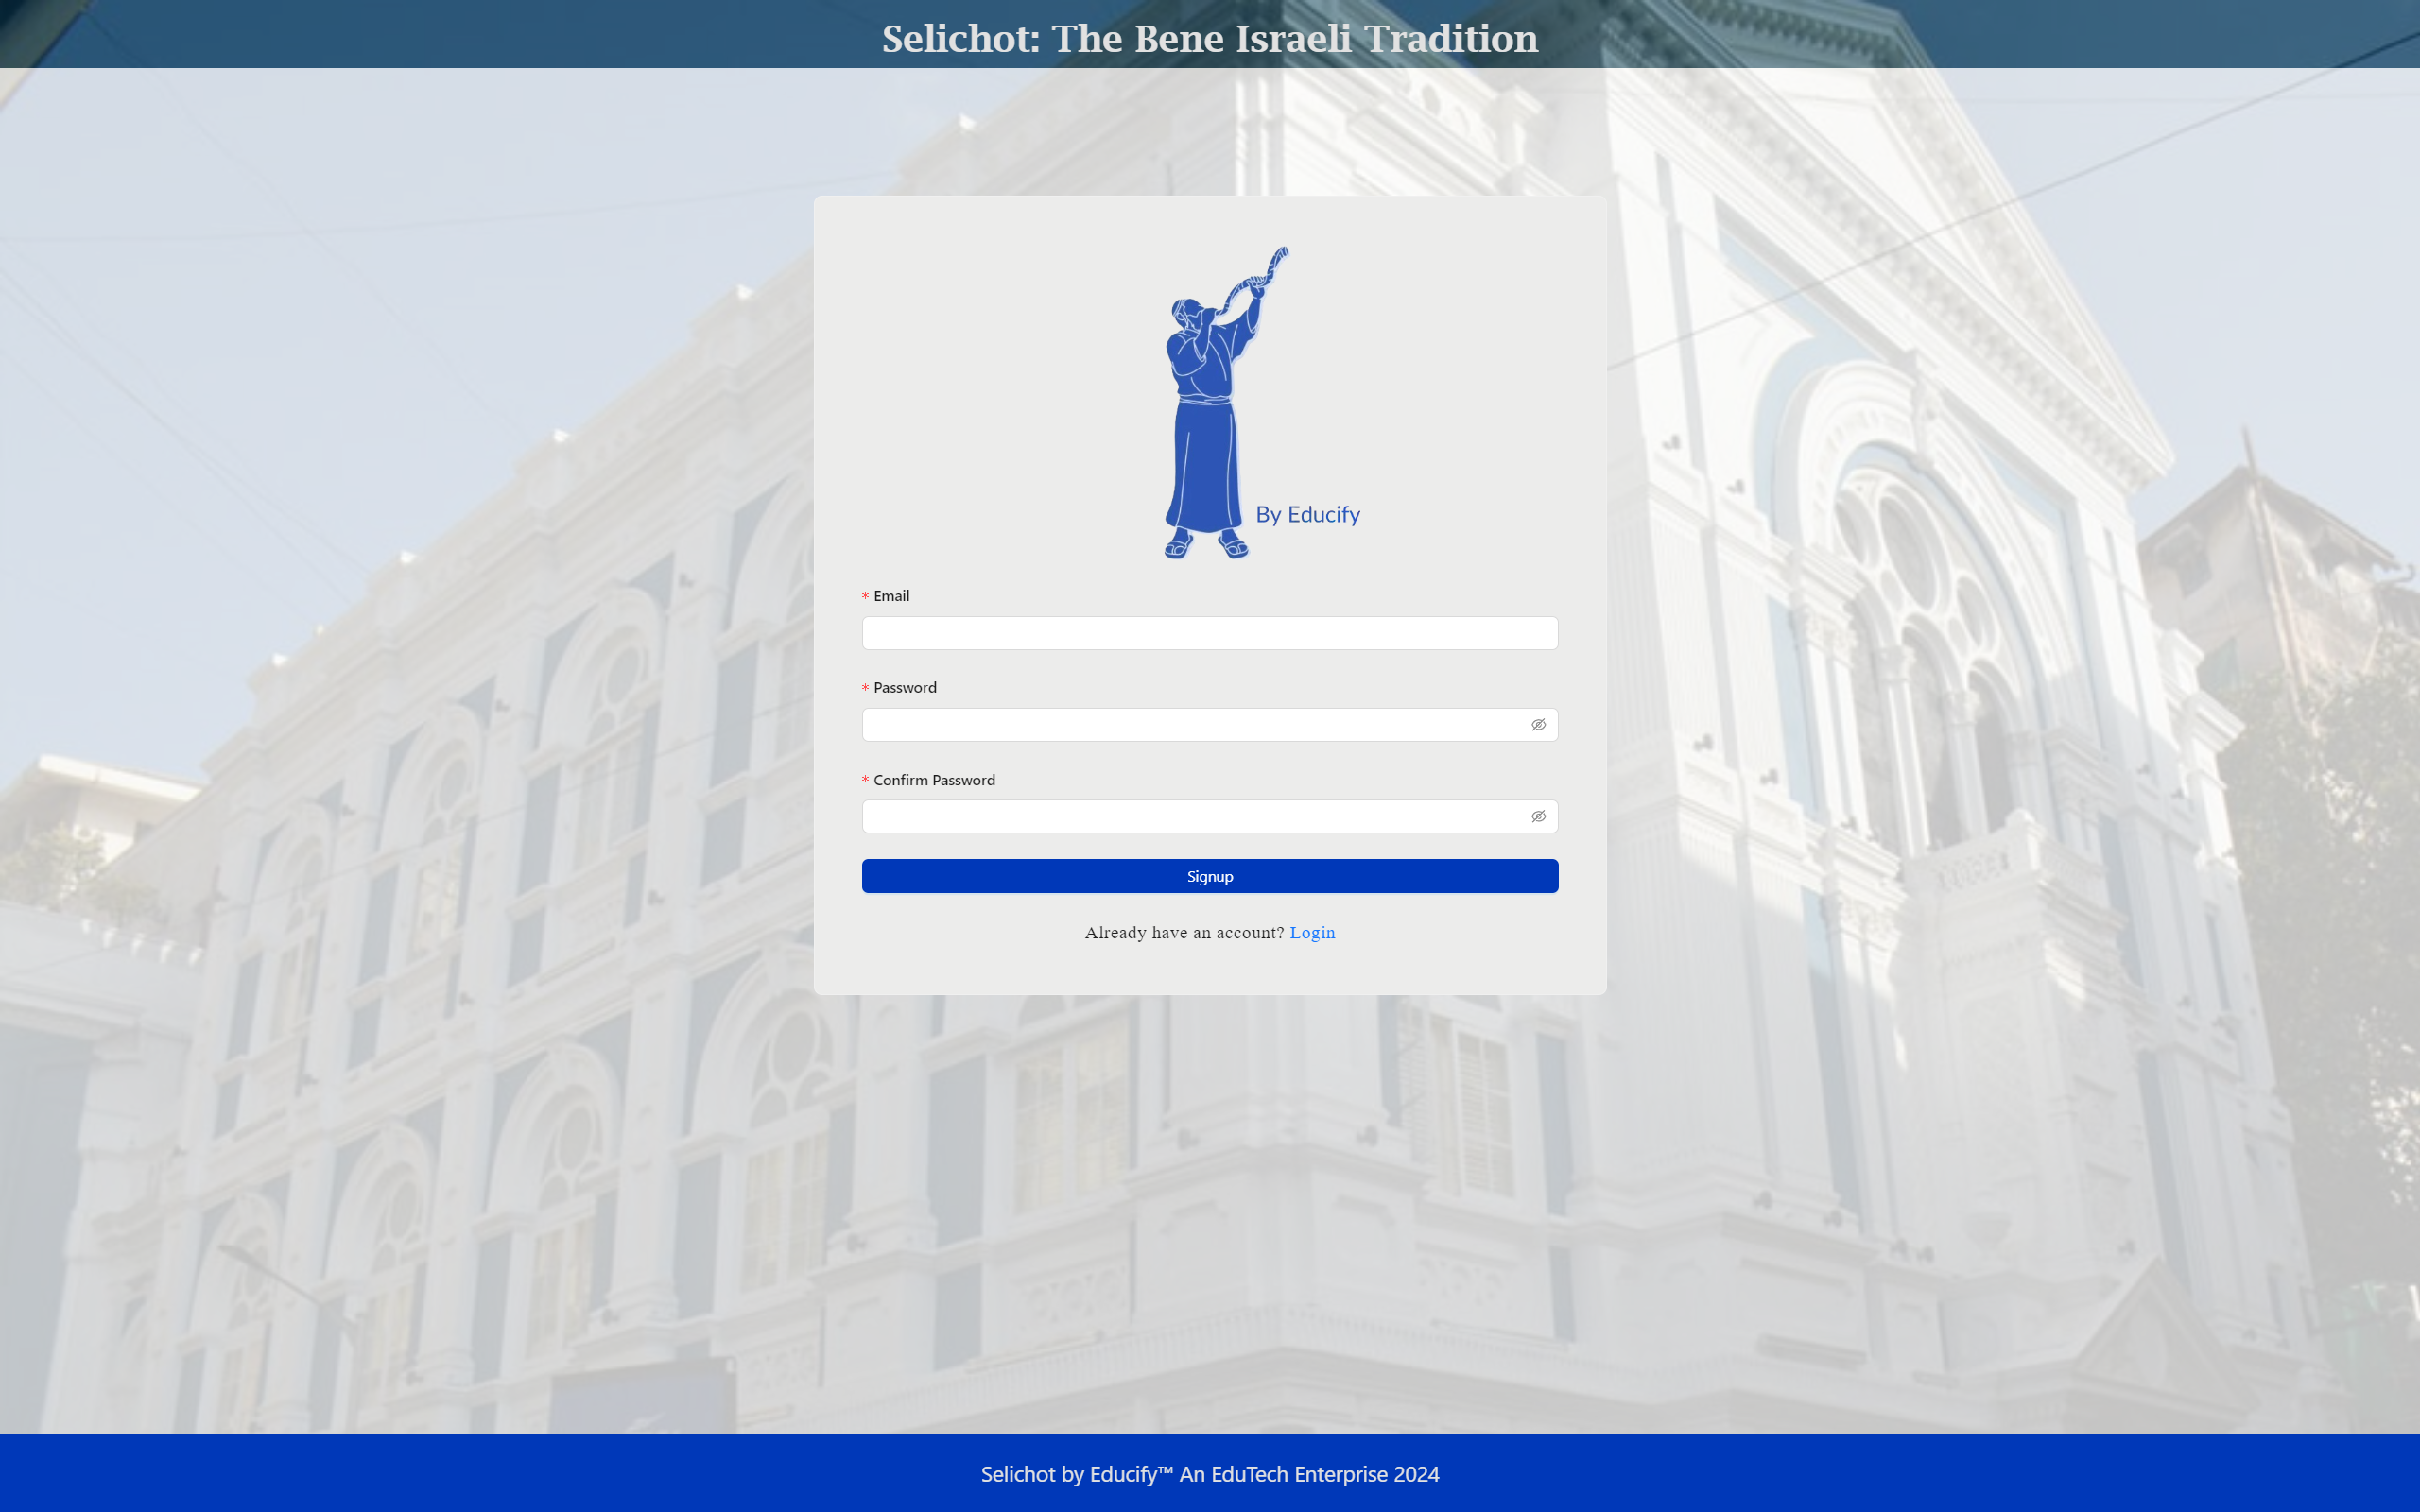 Selichot: The Bene Israeli Tradition
By Educify
* Email
* Password
* Confirm Password
Signup
Already have an account? Login
Selichot by Educify™ An EduTech Enterprise 2024